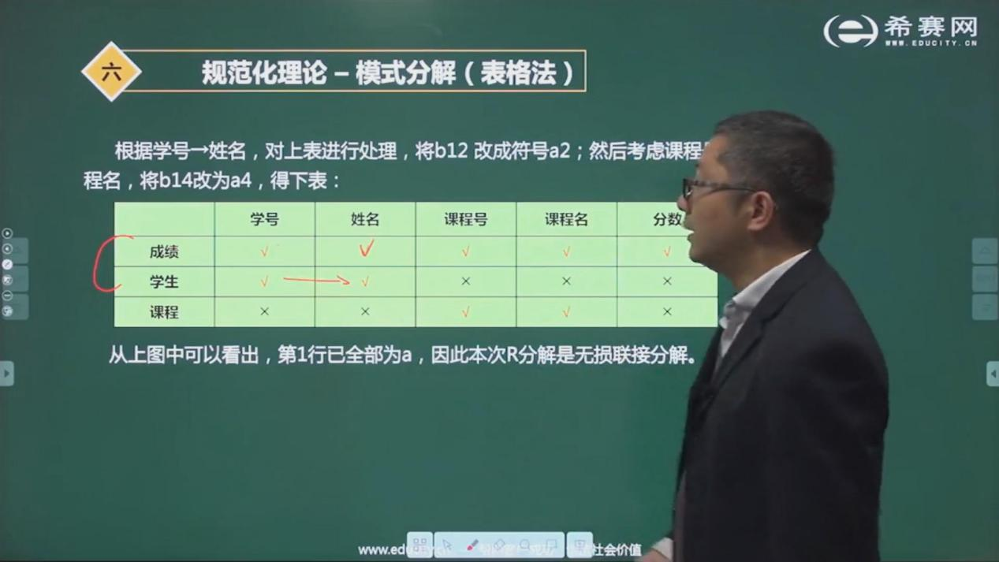 希赛网
WWW.EDUCITY.CN
六
规范化理论 – 模式分解（表格法）
根据学号→姓名，对上表进行处理，将b12 改成符号a2；然后考虑课程
程名，将b14改为a4，得下表：
学号 姓名 课程号 课程名 分数
成绩 √ √ √ √ √
学生 √ √ × × ×
课程 × × √ √ ×
从上图中可以看出，第1行已全部为a，因此本次R分解是无损联接分解。
www.educity.cn 社会价值